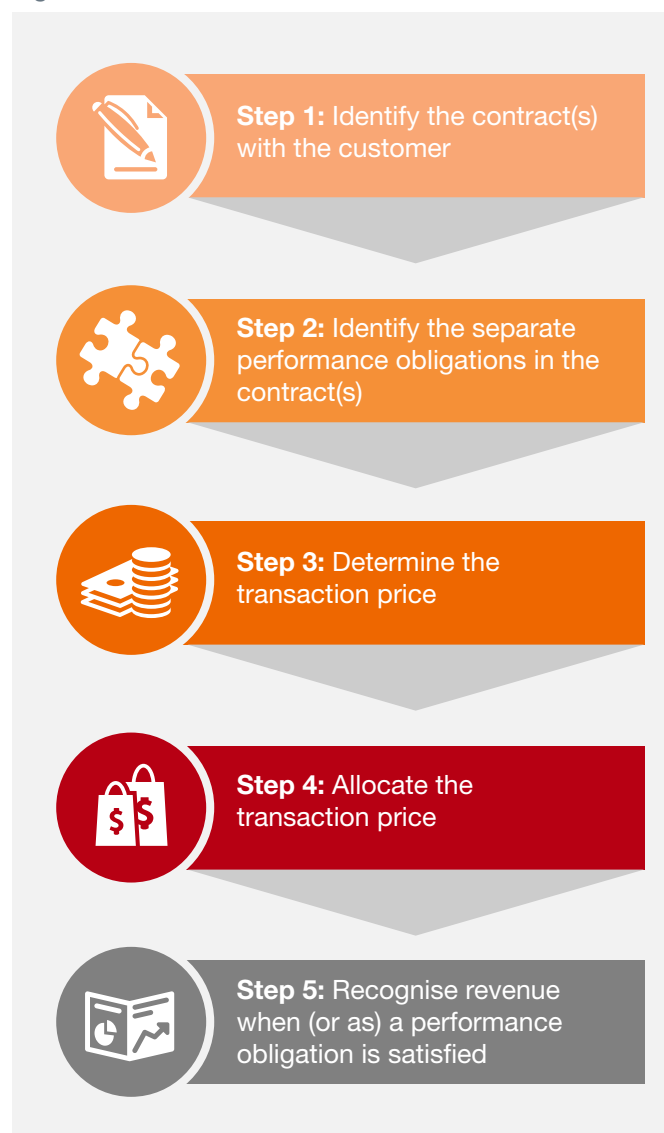 Step 1: Identify the contract(s)
with the customer
Step 2: Identify the separate
performance obligations in the
contract(s)
Step 3: Determine the
transaction price
$ $
Step 4: Allocate the
transaction price
Step 5: Recognise revenue
when (or as) a performance
obligation is satisfied